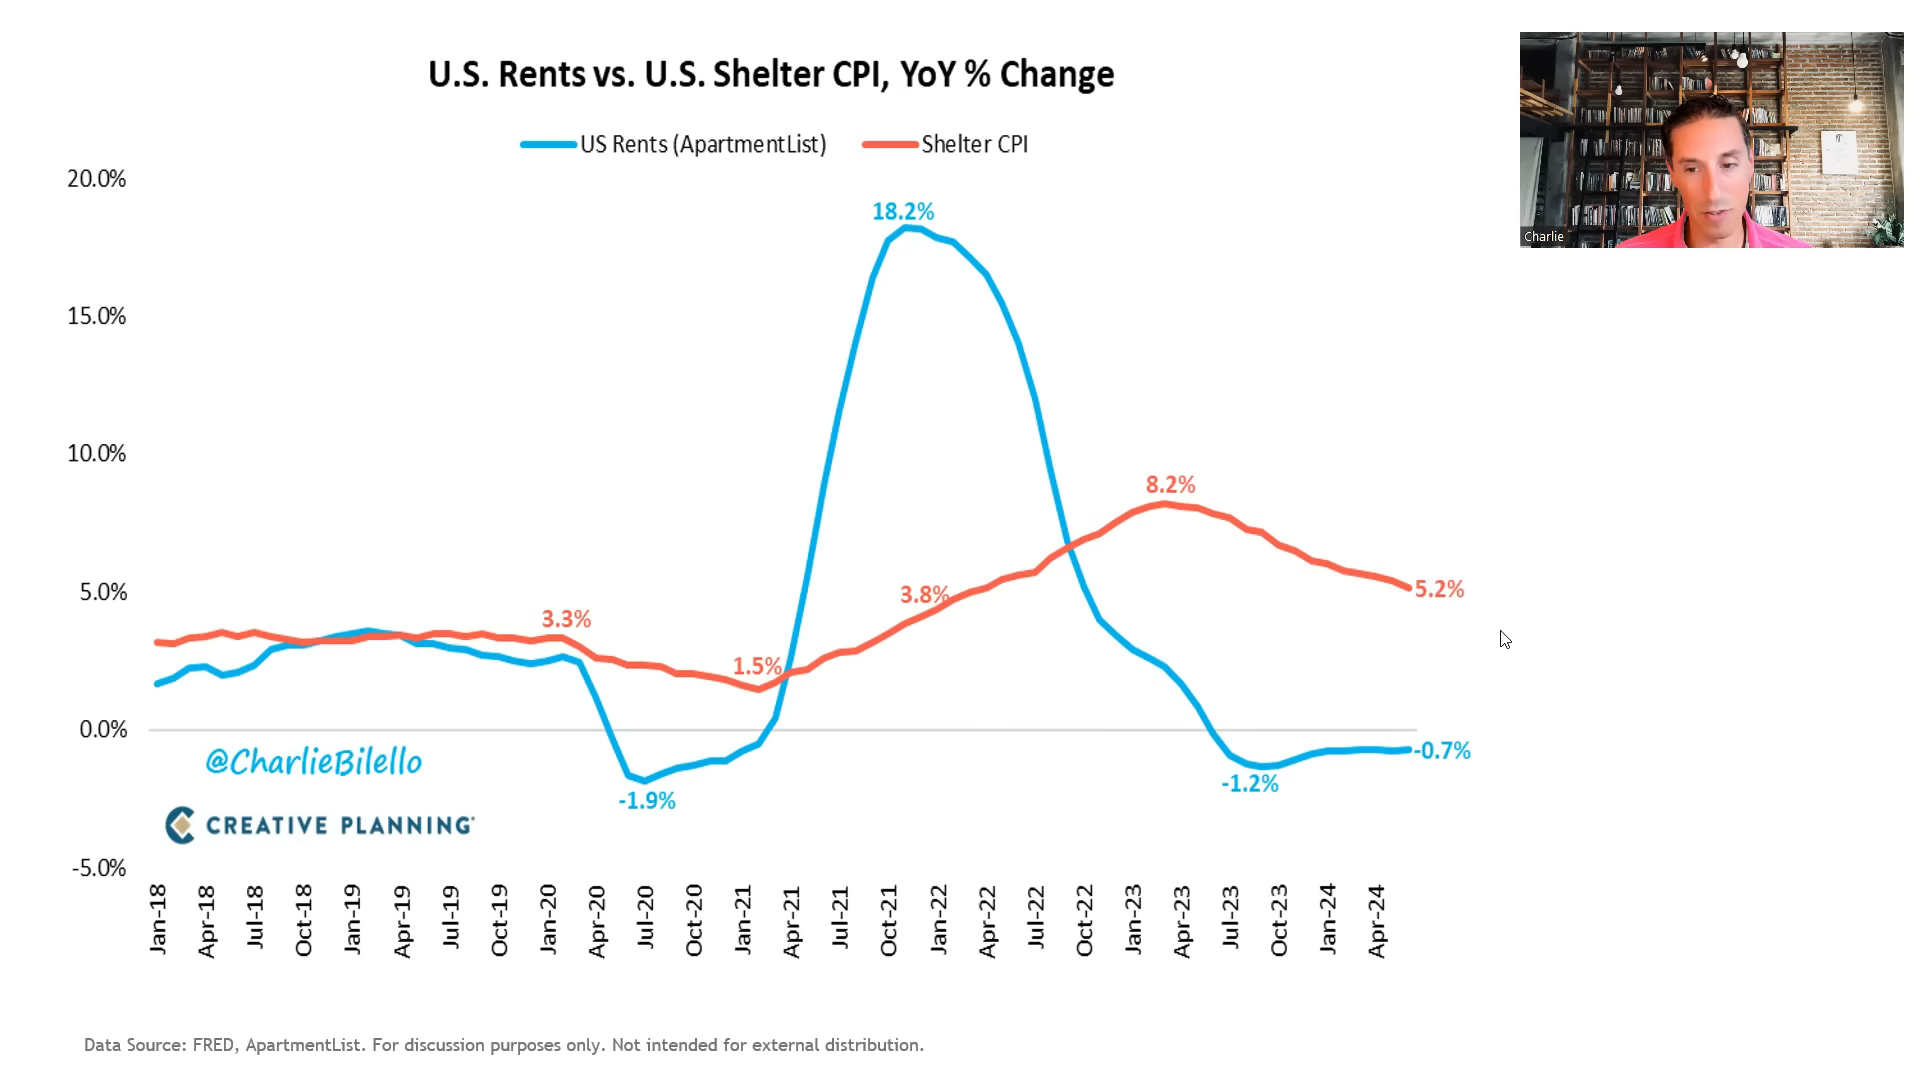 U.S. Rents vs. U.S. Shelter CPI, YoY % Change
US Rents (ApartmentList) Shelter CPI
Charlie
20.0%
15.0%
10.0%
5.0%
0.0%
-5.0%
18.2%
8.2%
3.8%
5.2%
3.3%
1.5%
-0.7%
-1.2%
-1.9%
@CharlieBilello
CREATIVE PLANNING
Jan-18 Apr-18 Jul-18 Oct-18 Jan-19 Apr-19 Jul-19 Oct-19 Jan-20 Apr-20 Jul-20 Oct-20 Jan-21 Apr-21 Jul-21 Oct-21 Jan-22 Apr-22 Jul-22 Oct-22 Jan-23 Apr-23 Jul-23 Oct-23 Jan-24 Apr-24
Data Source: FRED, ApartmentList. For discussion purposes only. Not intended for external distribution.